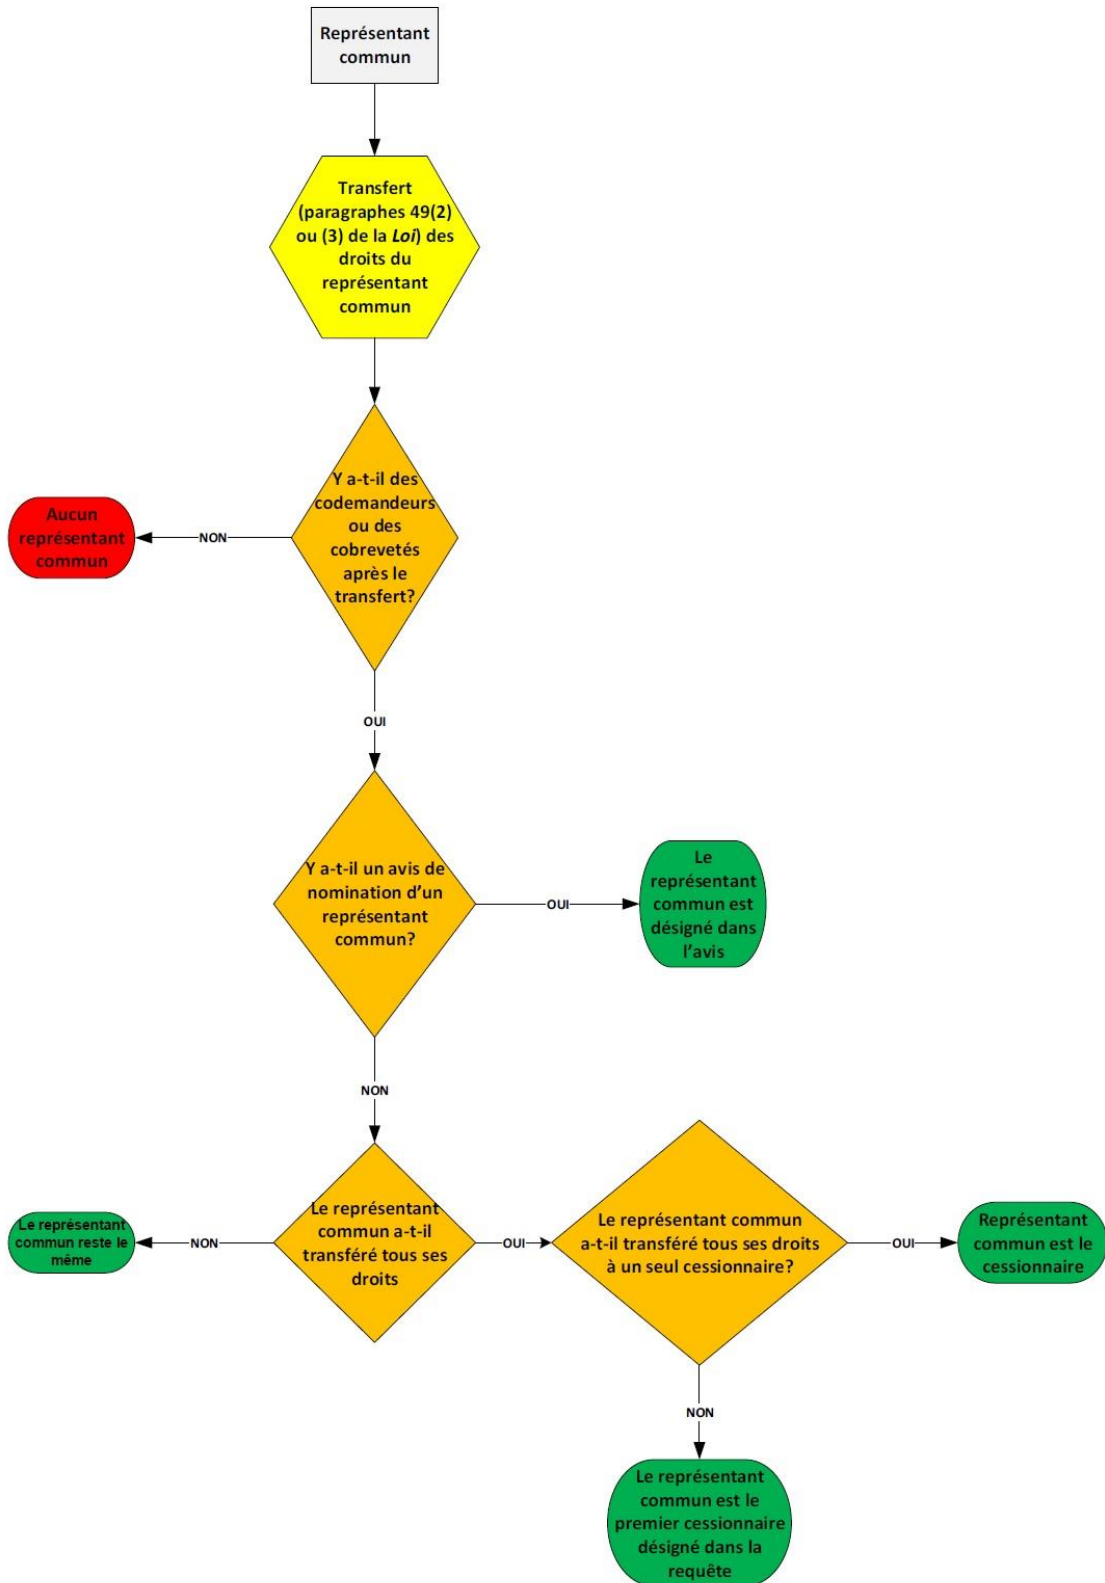 Représentant
commun
Transfert
(paragraphes 49(2)
ou (3) de la Loi) des
droits du
représentant
commun
Y a-t-il des
codemandeurs
ou des
cobrevetés
après le
transfert?
NON
Aucun
représentant
commun
OUI
Y a-t-il un avis de
nomination d’un
représentant
commun?
OUI
Le
représentant
commun est
désigné dans
l’avis
NON
Le représentant
commun a-t-il
transféré tous ses
droits
NON
Le représentant
commun reste le
même
OUI
Le représentant commun
a-t-il transféré tous ses droits
à un seul cessionnaire?
OUI
Représentant
commun est le
cessionnaire
NON
Le représentant
commun est le
premier cessionnaire
désigné dans la
requête